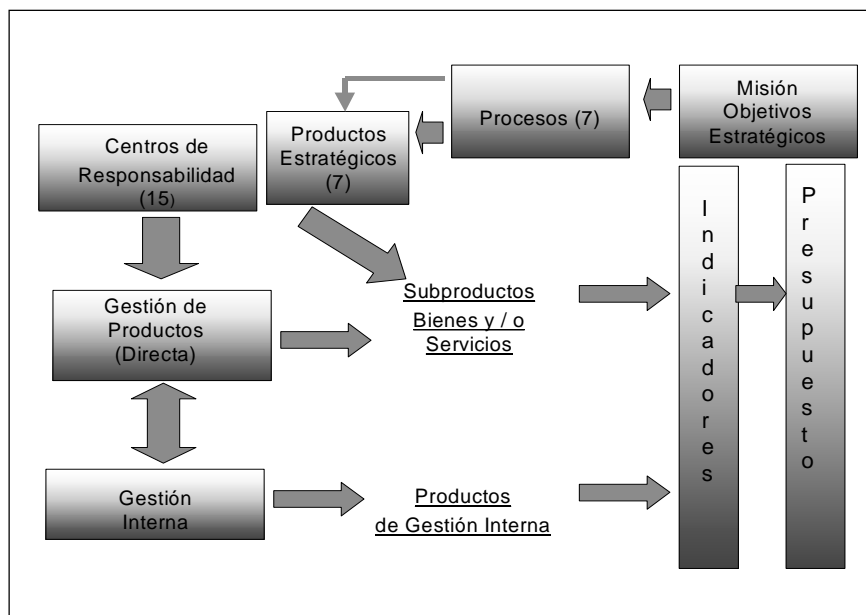 Misión
Objetivos
Estratégicos
Procesos (7)
Productos
Estratégicos
(7)
Centros de
Responsabilidad
(15)
Gestión de
Productos
(Directa)
Subproductos
Bienes y / o
Servicios
Gestión
Interna
Productos
de Gestión Interna
Indicadores
Presupuesto